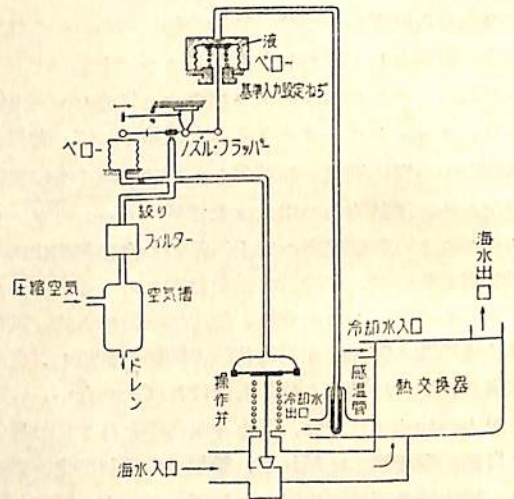 液
ベロー
基準入力設定ねぢ
ノズル・フラッパー
ベロー
絞り
フィルター
圧縮空気
空気槽
ドレン
海水出口
冷却水入口
感温管
熱交換器
操作弁
冷却水出口
海水入口